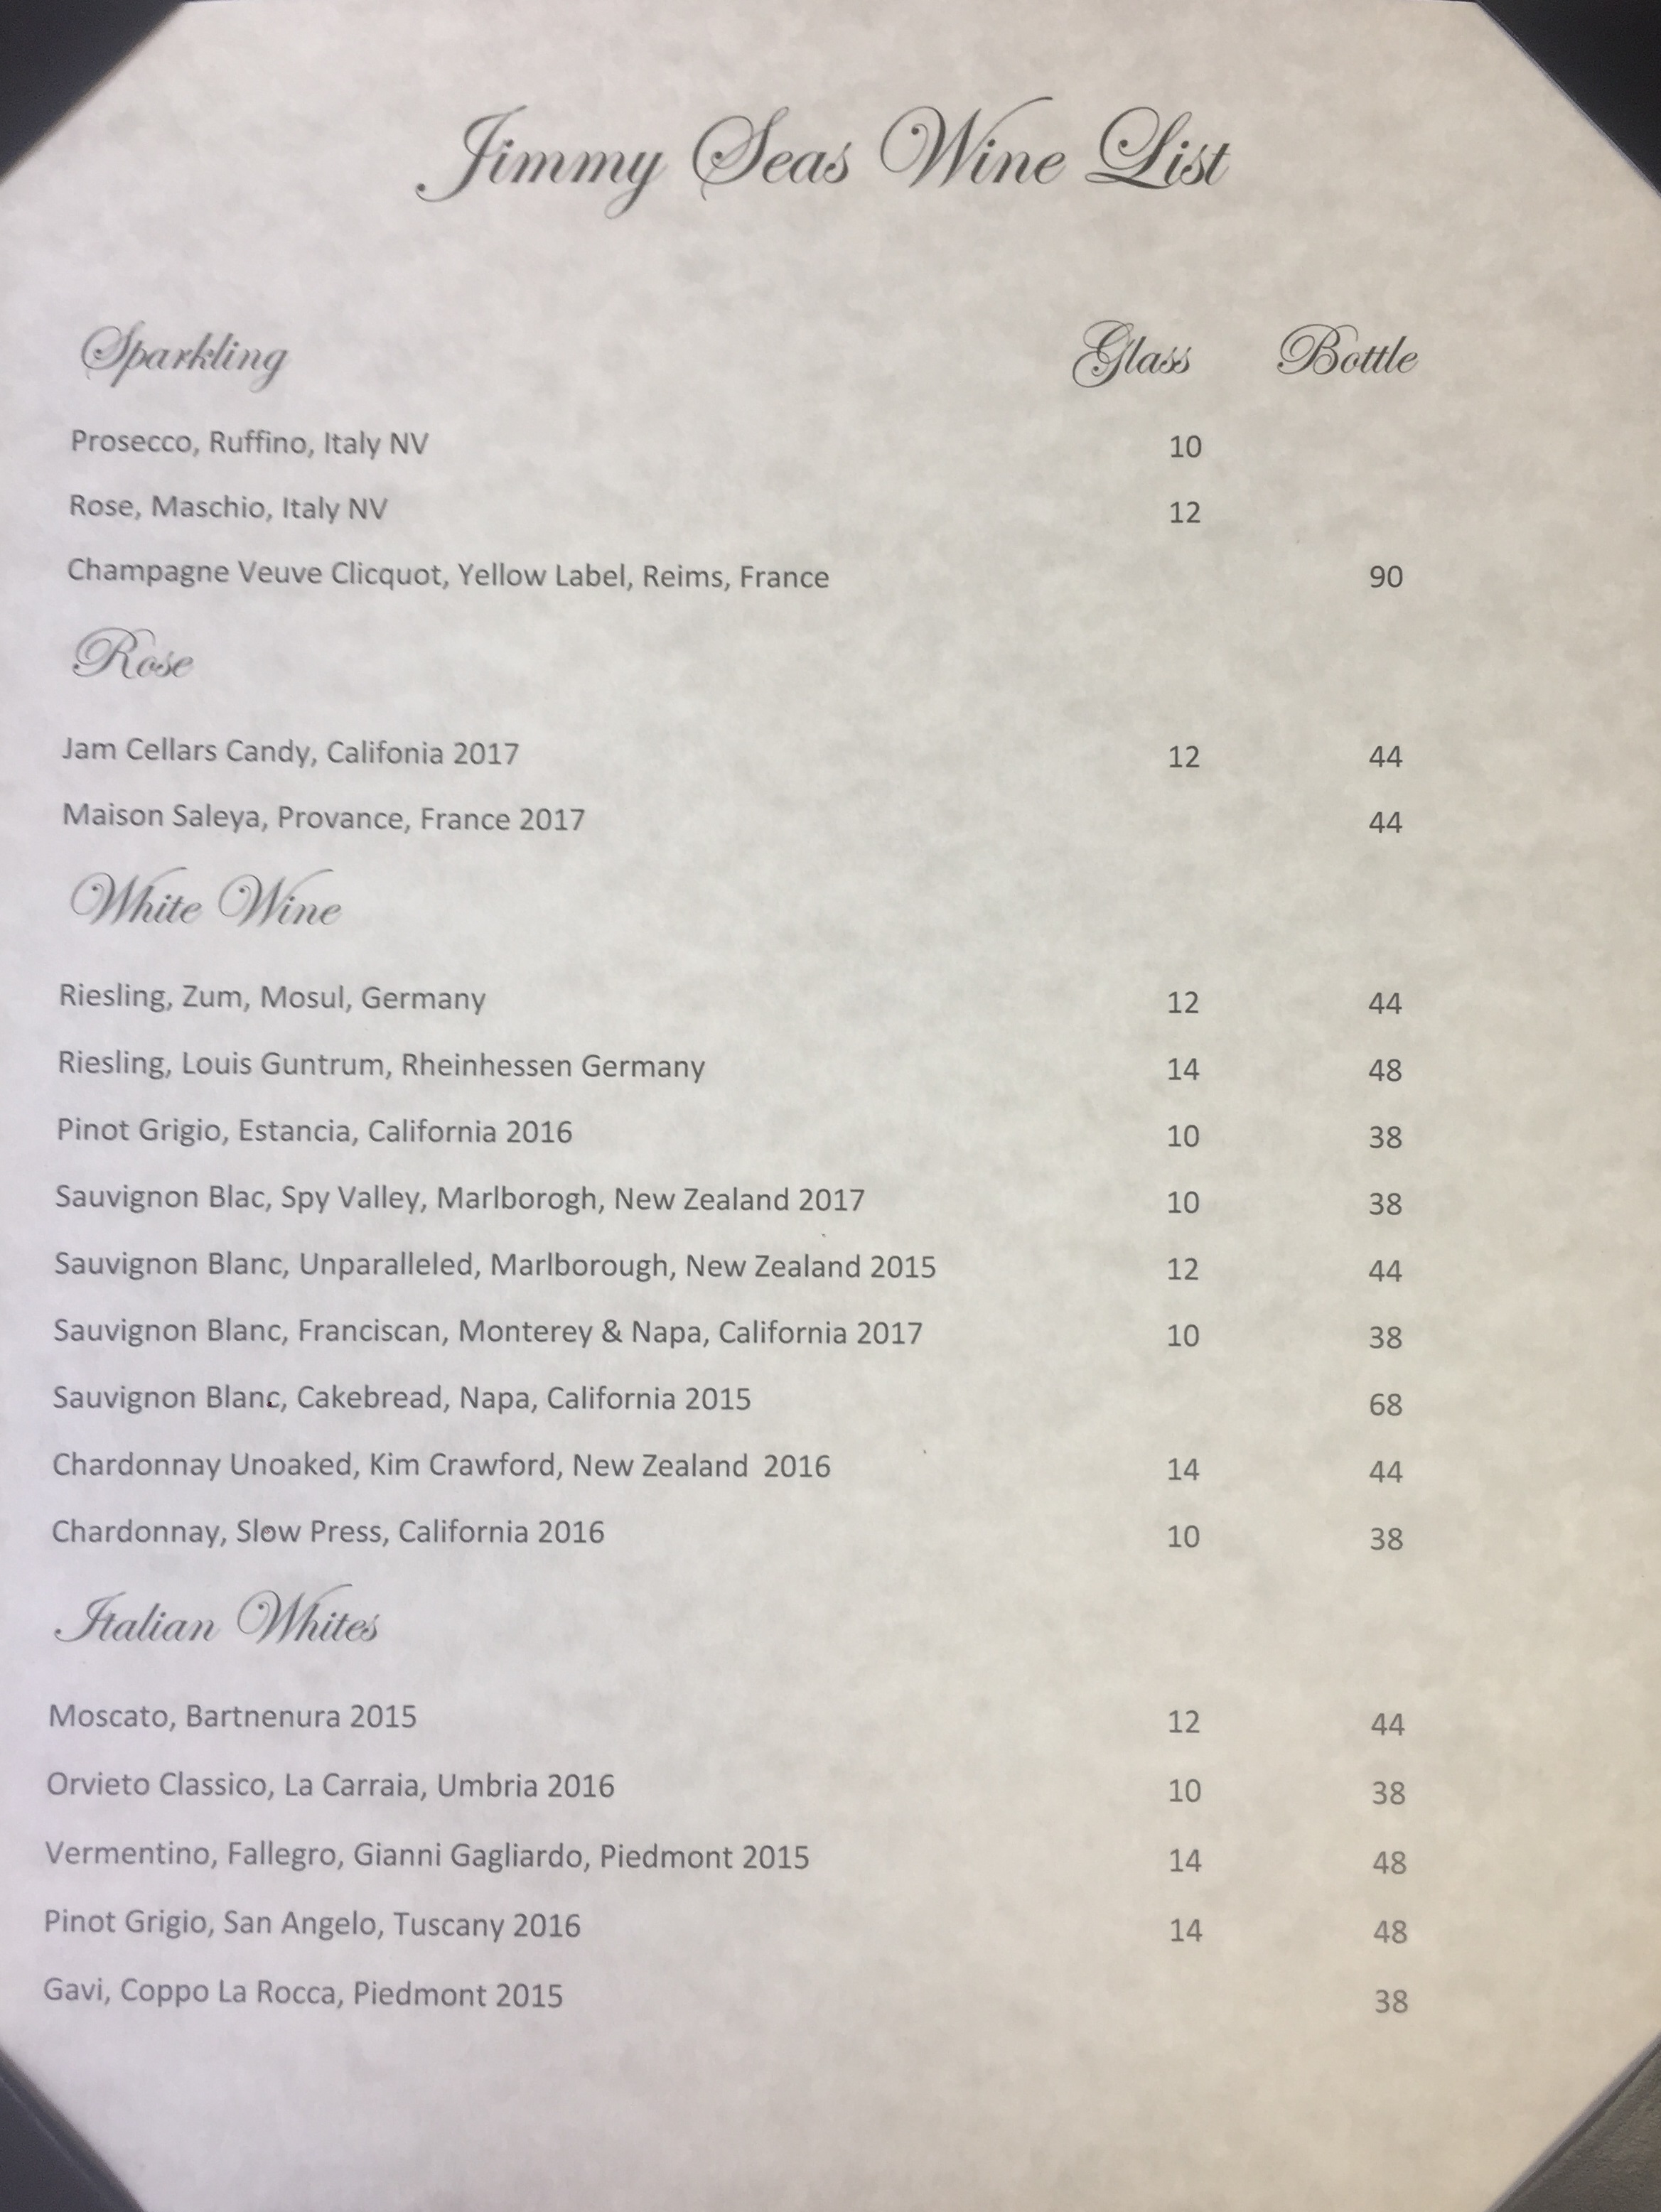 Jimmy Seas Wine List
Sparkling Glass Bottle
Prosecco, Ruffino, Italy NV 10
Rose, Maschio, Italy NV 12
Champagne Veuve Clicquot, Yellow Label, Reims, France 90
Rose
Jam Cellars Candy, Califonia 2017 12 44
Maison Saleya, Provance, France 2017 44
White Wine
Riesling, Zum, Mosul, Germany 12 44
Riesling, Louis Guntrum, Rheinhessen Germany 14 48
Pinot Grigio, Estancia, California 2016 10 38
Sauvignon Blac, Spy Valley, Marlborogh, New Zealand 2017 10 38
Sauvignon Blanc, Unparalleled, Marlborough, New Zealand 2015 12 44
Sauvignon Blanc, Franciscan, Monterey & Napa, California 2017 10 38
Sauvignon Blanc, Cakebread, Napa, California 2015 68
Chardonnay Unoaked, Kim Crawford, New Zealand 2016 14 44
Chardonnay, Slow Press, California 2016 10 38
Italian Whites
Moscato, Bartnenura 2015 12 44
Orvieto Classico, La Carraia, Umbria 2016 10 38
Vermentino, Fallegro, Gianni Gagliardo, Piedmont 2015 14 48
Pinot Grigio, San Angelo, Tuscany 2016 14 48
Gavi, Coppo La Rocca, Piedmont 2015 38